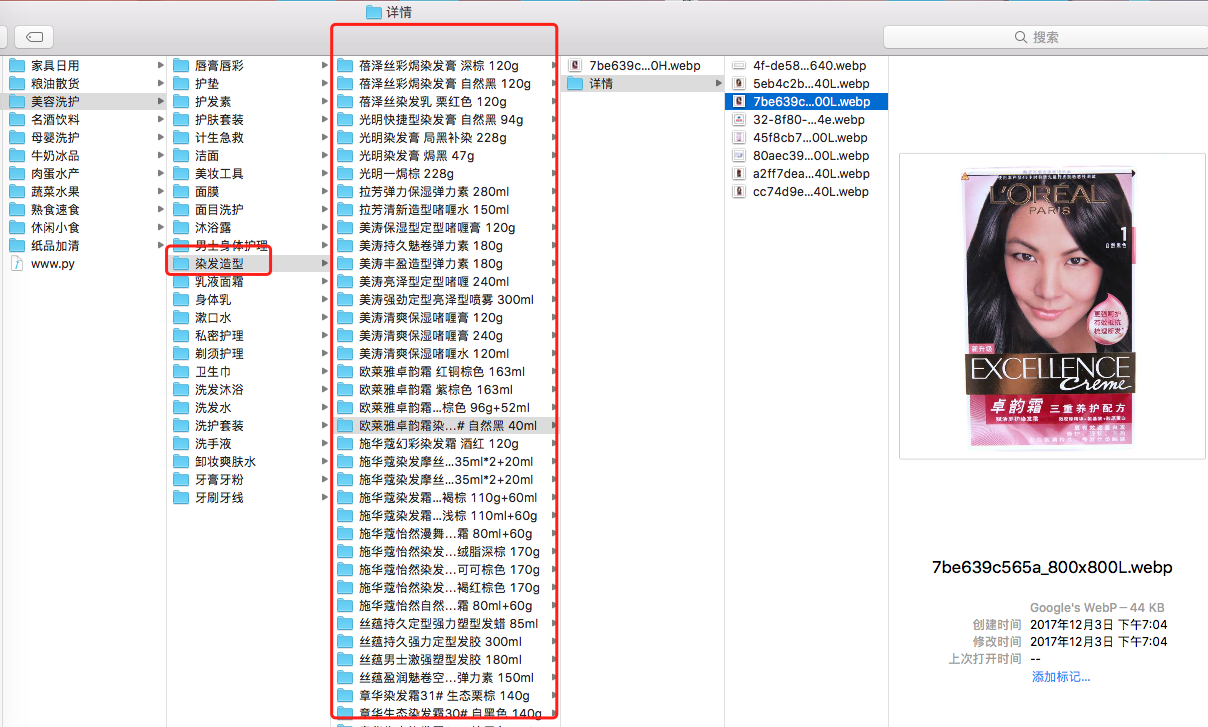 详情
搜索
家具日用
粮油散货
美容洗护
名酒饮料
母婴洗护
牛奶冰品
肉蛋水产
蔬菜水果
熟食速食
休闲小食
纸品加清
www.py
唇膏唇彩
护垫
护发素
护肤套装
计生急救
洁面
美妆工具
面膜
面目洗护
沐浴露
男士身体护理
染发造型
乳液面霜
身体乳
漱口水
私密护理
剃须护理
卫生巾
洗发沐浴
洗发水
洗护套装
洗手液
卸妆爽肤水
牙膏牙粉
牙刷牙线
蓓泽丝彩焗染发膏 深棕 120g
蓓泽丝彩焗染发膏 自然黑 120g
蓓泽丝染发乳 栗红色 120g
光明快捷型染发膏 自然黑 94g
光明染发膏 局黑补染 228g
光明染发膏 焗黑 47g
光明一焗棕 228g
拉芳弹力保湿弹力素 280ml
拉芳清新造型啫喱水 150ml
美涛保湿型定型啫喱膏 120g
美涛持久魅卷弹力素 180g
美涛丰盈造型弹力素 180g
美涛亮泽型定型啫喱 240ml
美涛强劲定型亮泽型喷雾 300ml
美涛清爽保湿啫喱膏 120g
美涛清爽保湿啫喱膏 240g
美涛清爽保湿啫喱水 120ml
欧莱雅卓韵霜 红铜棕色 163ml
欧莱雅卓韵霜 紫棕色 163ml
欧莱雅卓韵霜...棕色 96g+52ml
欧莱雅卓韵霜染...# 自然黑 40ml
施华蔻幻彩染发霜 酒红 120g
施华蔻染发摩丝...35ml*2+20ml
施华蔻染发摩丝...35ml*2+20ml
施华蔻染发霜...褐棕 110g+60ml
施华蔻染发霜...浅棕 110ml+60g
施华蔻怡然漫舞...霜 80ml+60g
施华蔻怡然染发...绒脂深棕 170g
施华蔻怡然染发...可可棕色 170g
施华蔻怡然染发...褐红棕色 170g
施华蔻怡然自然...霜 80ml+60g
丝蕴持久定型强力塑型发蜡 85ml
丝蕴持久强力定型发胶 300ml
丝蕴男士激强塑型发胶 180ml
丝蕴盈润魅卷空...弹力素 150ml
章华染发霜31# 生态栗棕 140g
章华生态染发霜30# 自黑色 140g
7be639c...0H.webp
详情
4f-de58...640.webp
5eb4c2b...40L.webp
7be639c...00L.webp
32-8f80-...4e.webp
45f8cb7...00L.webp
80aec39...00L.webp
a2ff7dea...40L.webp
cc74d9e...40L.webp
L'ORÉAL
PARiS
1
自然黑色
更强呵护
有效抵抗
梳理断发
新升级
EXCELLENCE
Creme
卓韵霜 三重养护配方
7be639c565a_800x800L.webp
Google's WebP – 44 KB
创建时间 2017年12月3日 下午7:04
修改时间 2017年12月3日 下午7:04
上次打开时间 --
添加标记...